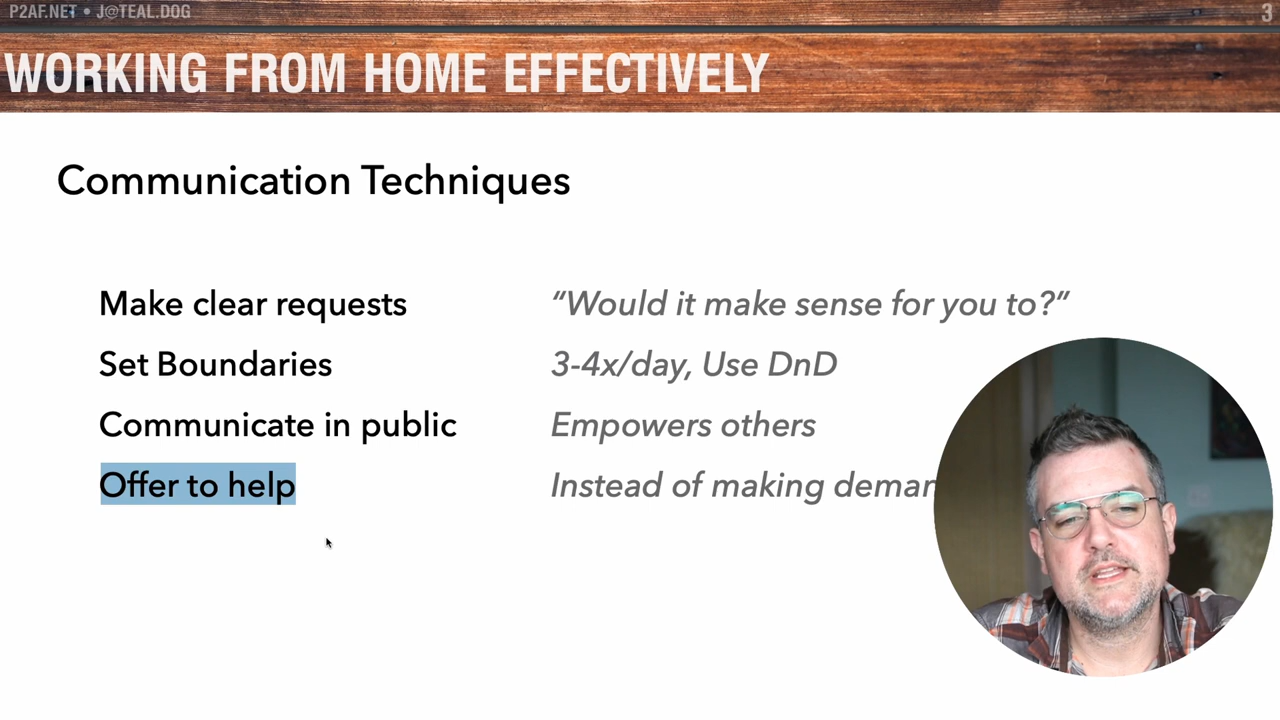 P2AF.NET • J@TEAL.DOG 3
WORKING FROM HOME EFFECTIVELY
Communication Techniques
Make clear requests “Would it make sense for you to?”
Set Boundaries 3-4x/day, Use DnD
Communicate in public Empowers others
Offer to help Instead of making